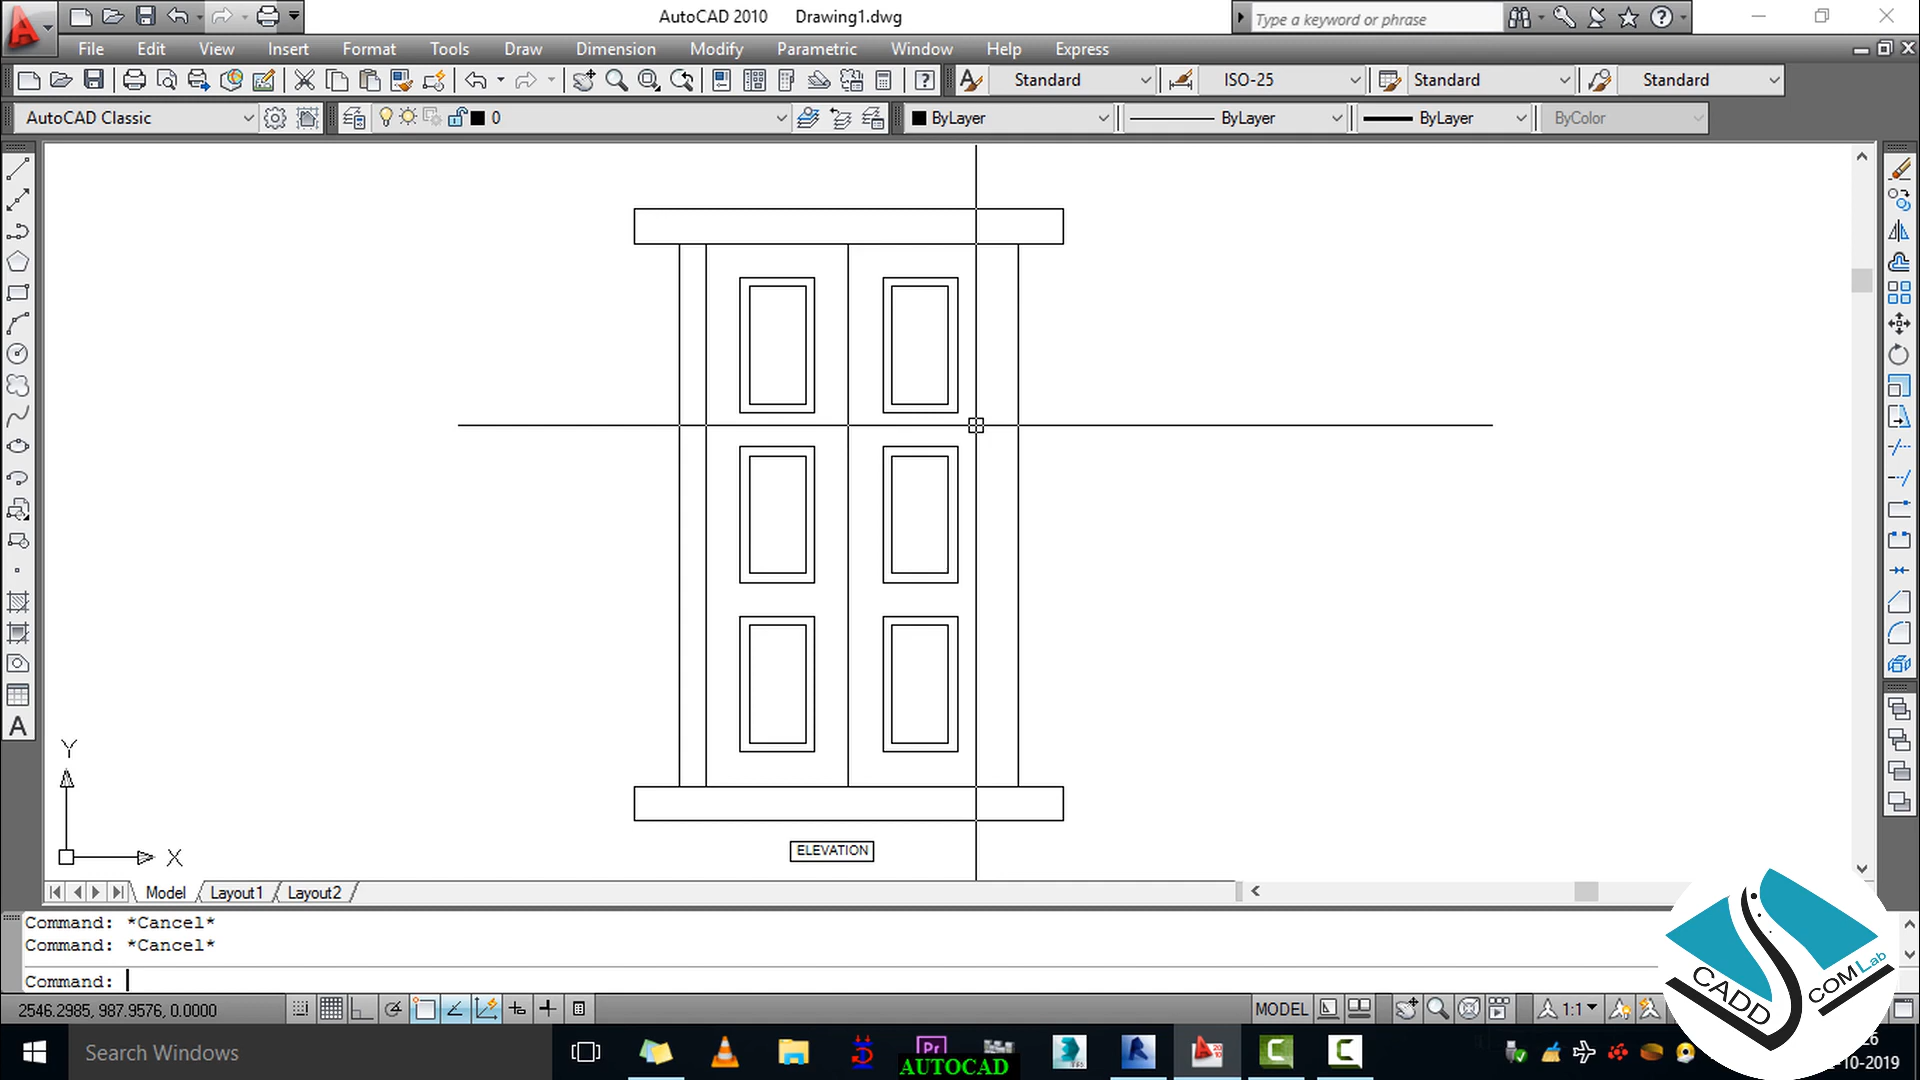 AutoCAD 2010 Drawing1.dwg
Type a keyword or phrase
File Edit View Insert Format Tools Draw Dimension Modify Parametric Window Help Express
Standard ISO-25 Standard Standard
AutoCAD Classic 0 ByLayer ByLayer ByLayer ByColor
A
ELEVATION
Y
X
Model Layout1 Layout2
Command: *Cancel*
Command: *Cancel*
Command:
2546.2985, 987.9576, 0.0000 MODEL 1:1
CADD S COM Lab
Search Windows
Pr
AUTOCAD
-10-2019